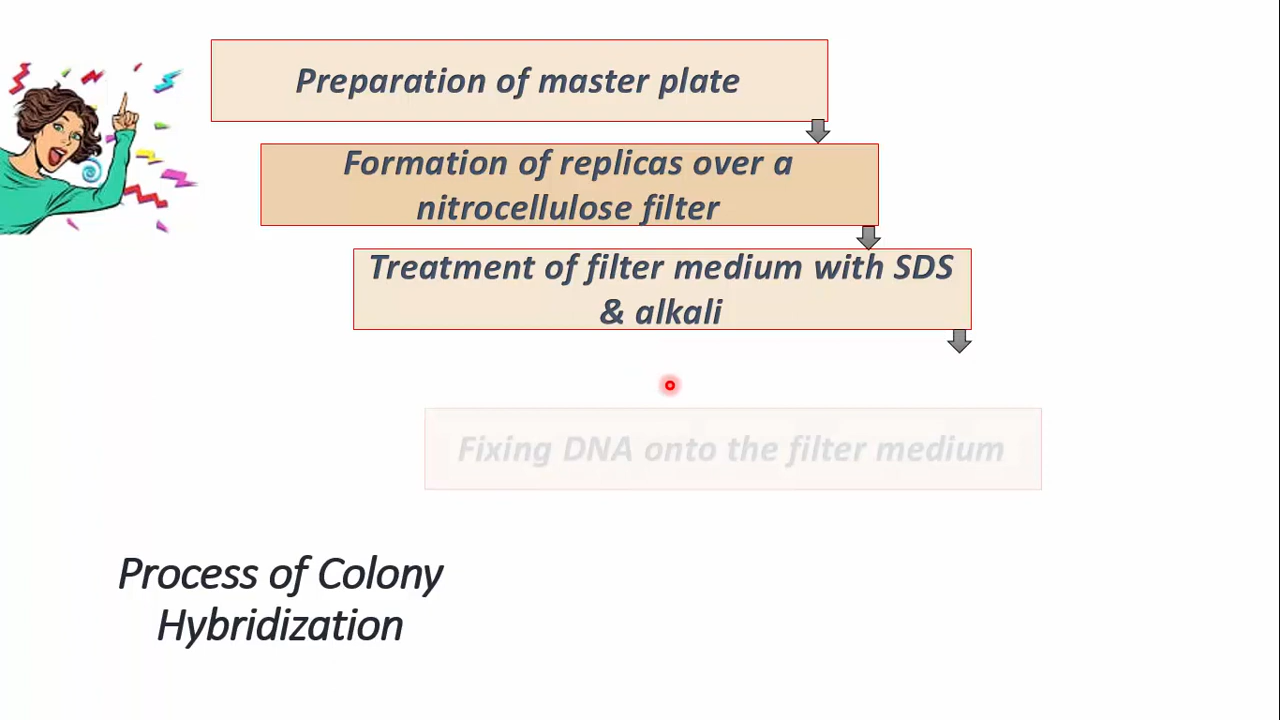 Preparation of master plate
Formation of replicas over a
nitrocellulose filter
Treatment of filter medium with SDS
& alkali
Fixing DNA onto the filter medium
Process of Colony
Hybridization